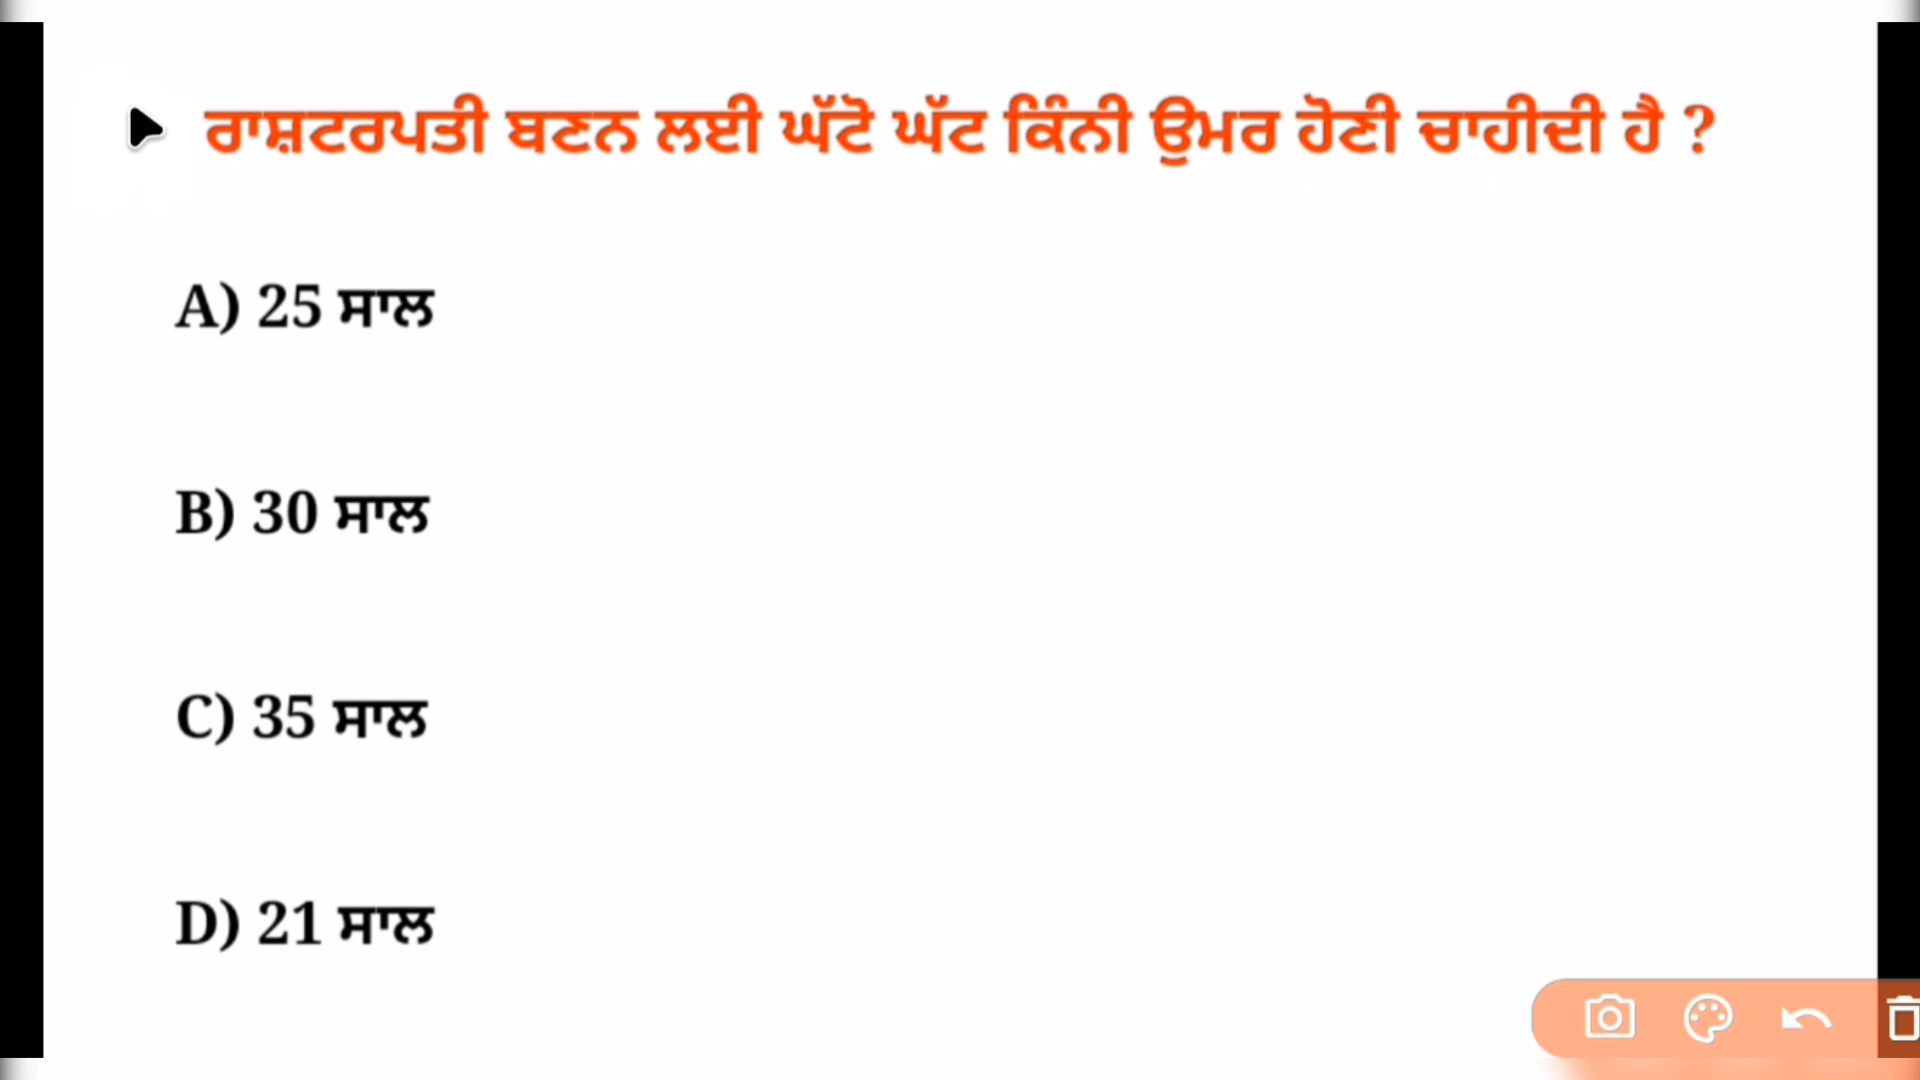 ਰਾਸ਼ਟਰਪਤੀ ਬਣਨ ਲਈ ਘੱਟੋ ਘੱਟ ਕਿੰਨੀ ਉਮਰ ਹੋਣੀ ਚਾਹੀਦੀ ਹੈ ?
A) 25 ਸਾਲ
B) 30 ਸਾਲ
C) 35 ਸਾਲ
D) 21 ਸਾਲ